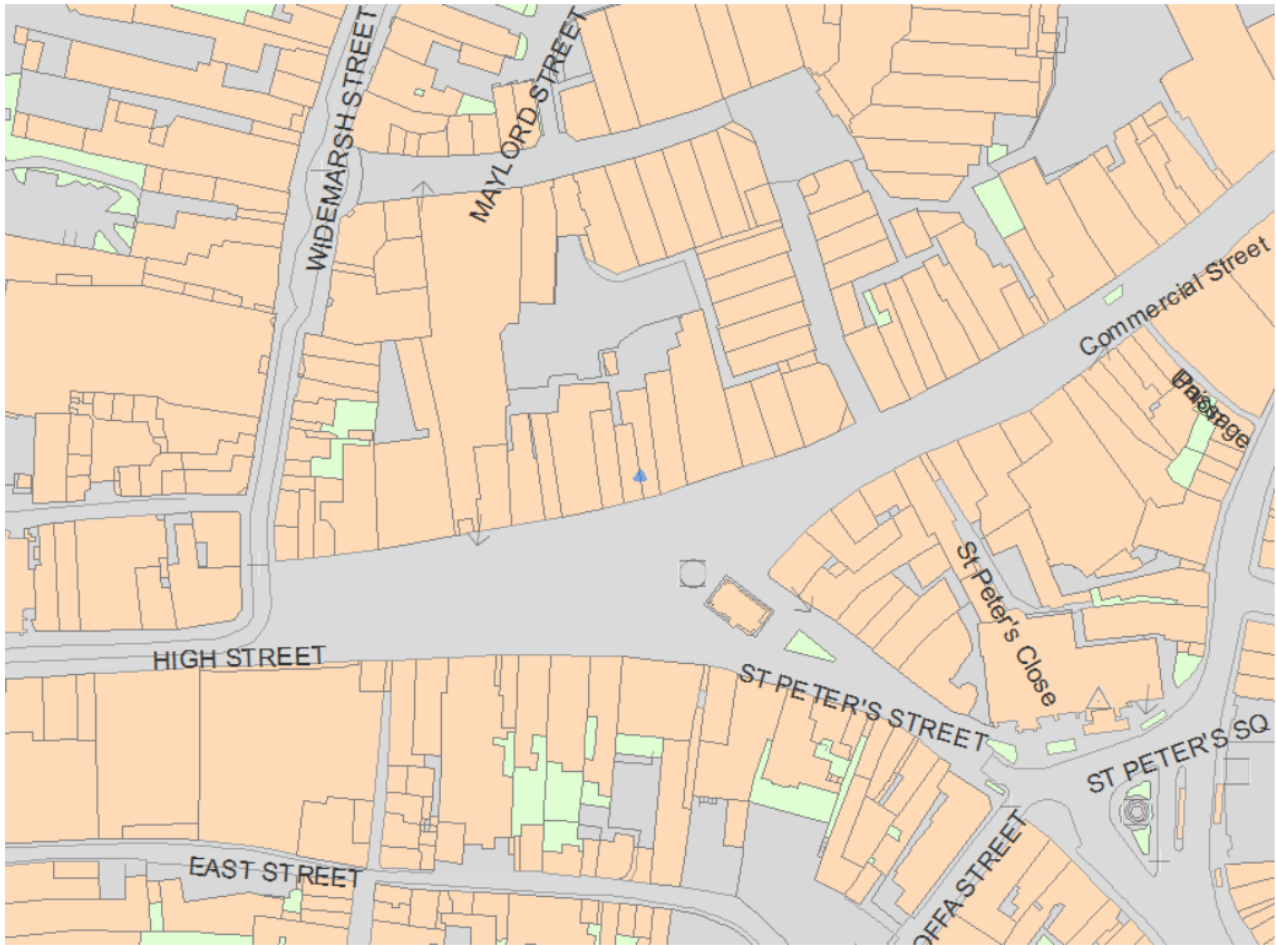 WIDEMARSH STREET
MAYLORD STREET
Commercial Street
Passage
St Peter's Close
HIGH STREET
ST PETER'S STREET
ST PETER'S SQ
EAST STREET
OFFA STREET